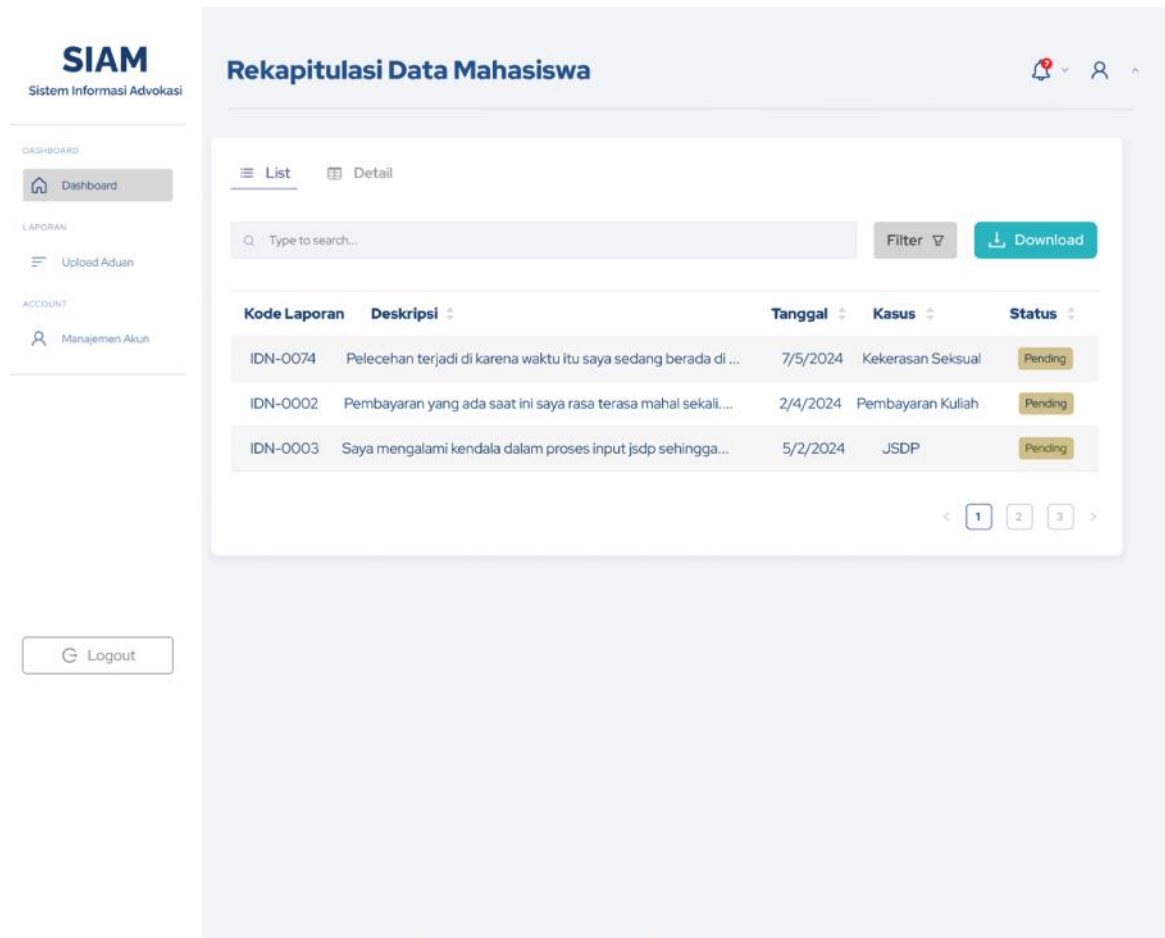 SIAM
Sistem Informasi Advokasi
DASHBOARD
Dashboard
LAPORAN
Upload Aduan
ACCOUNT
Manajemen Akun
Logout
Rekapitulasi Data Mahasiswa
List Detail
Type to search...
Filter
Download
Kode Laporan Deskripsi Tanggal Kasus Status
IDN-0074 Pelecehan terjadi di karena waktu itu saya sedang berada di ... 7/5/2024 Kekerasan Seksual Pending
IDN-0002 Pembayaran yang ada saat ini saya rasa terasa mahal sekali.... 2/4/2024 Pembayaran Kuliah Pending
IDN-0003 Saya mengalami kendala dalam proses input jsdp sehingga... 5/2/2024 JSDP Pending
< 1 2 3 >